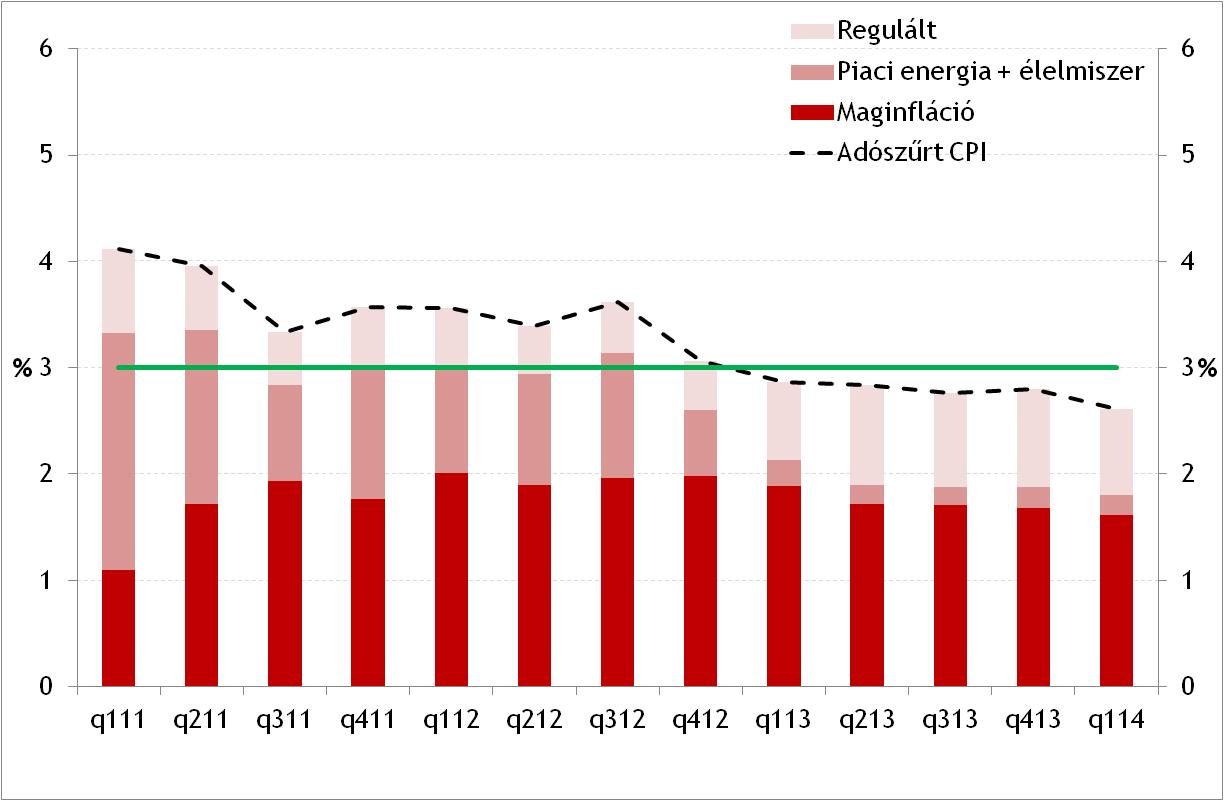 Regulált
Piaci energia + élelmiszer
Maginfláció
Adószűrt CPI
6 6
5 5
4 4
% 3 3%
2 2
1 1
0 0
q111 q211 q311 q411 q112 q212 q312 q412 q113 q213 q313 q413 q114